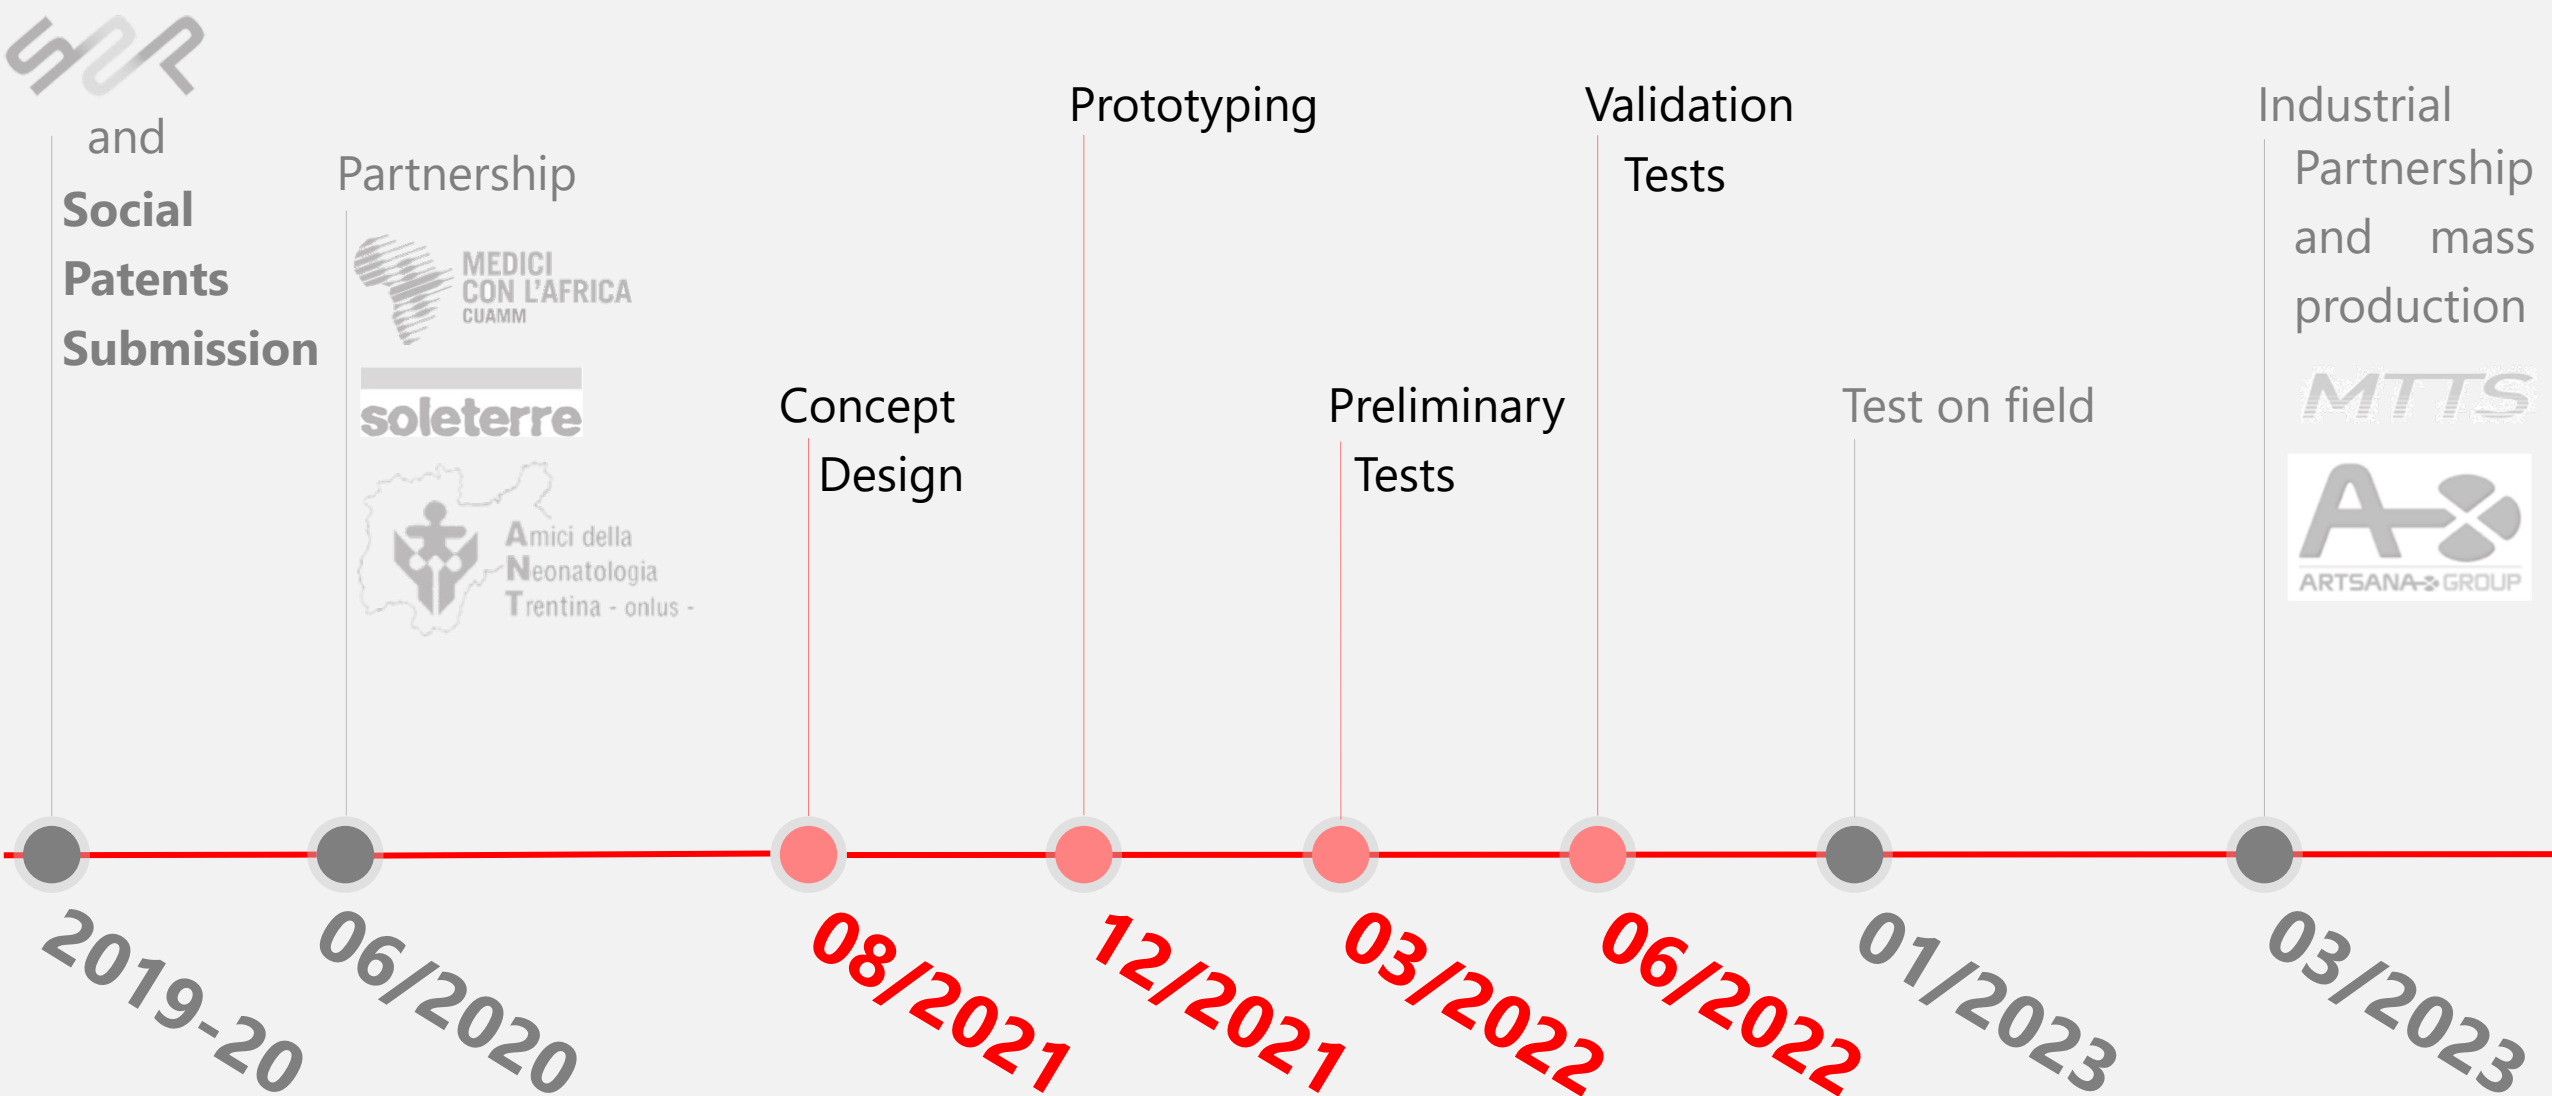 and
Social
Patents
Submission
Partnership
MEDICI
CON L'AFRICA
CUAMM
soleterre
Amici della
Neonatologia
Trentina - onlus -
Concept
Design
Prototyping
Preliminary
Tests
Validation
Tests
Test on field
Industrial
Partnership
and mass
production
MTTS
ARTSANA GROUP
2019-20
06/2020
08/2021
12/2021
03/2022
06/2022
01/2023
03/2023